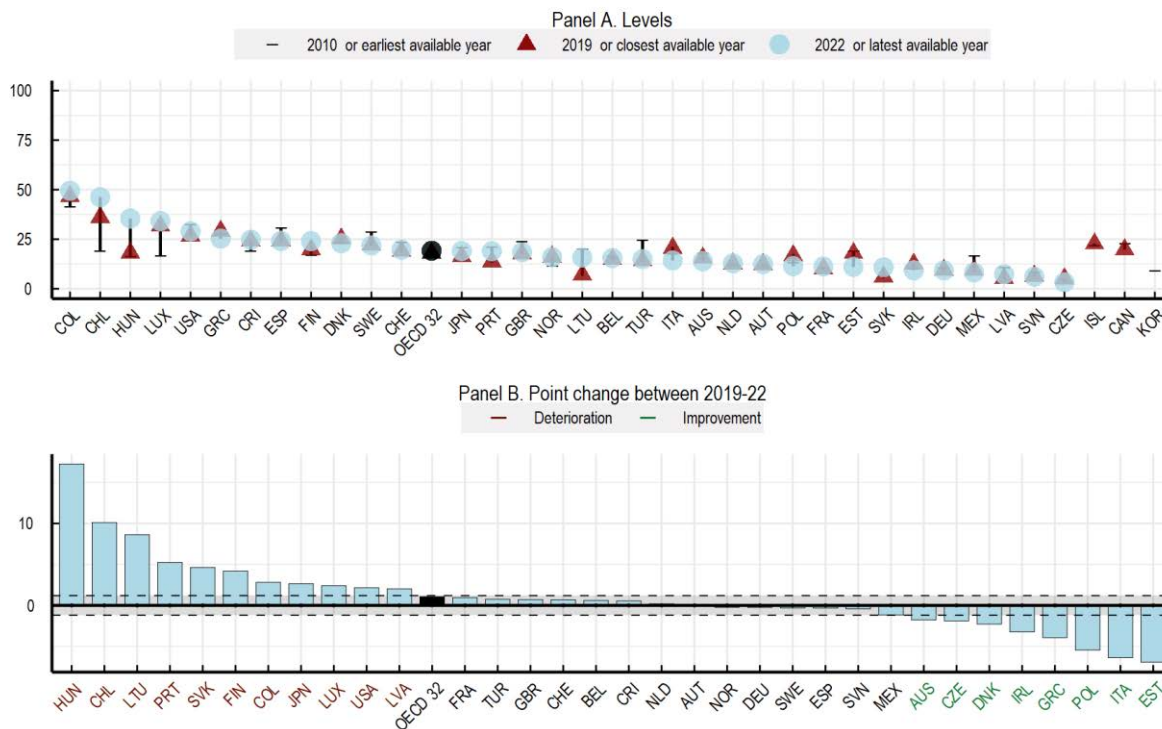 Panel A. Levels
2010 or earliest available year 2019 or closest available year 2022 or latest available year
100
75
50
25
0
COL CHL HUN LUX USA GRC CRI ESP FIN DNK SWE CHE OECD 32 JPN PRT GBR NOR LTU BEL TUR ITA AUS NLD AUT POL FRA EST SVK IRL DEU MEX LVA SVN CZE ISL CAN KOR
Panel B. Point change between 2019-22
Deterioration Improvement
10
0
HUN CHL LTU PRT SVK FIN COL JPN LUX USA LVA OECD 32 FRA TUR GBR CHE BEL CRI NLD AUT NOR DEU SWE ESP SVN MEX AUS CZE DNK IRL GRC POL ITA EST